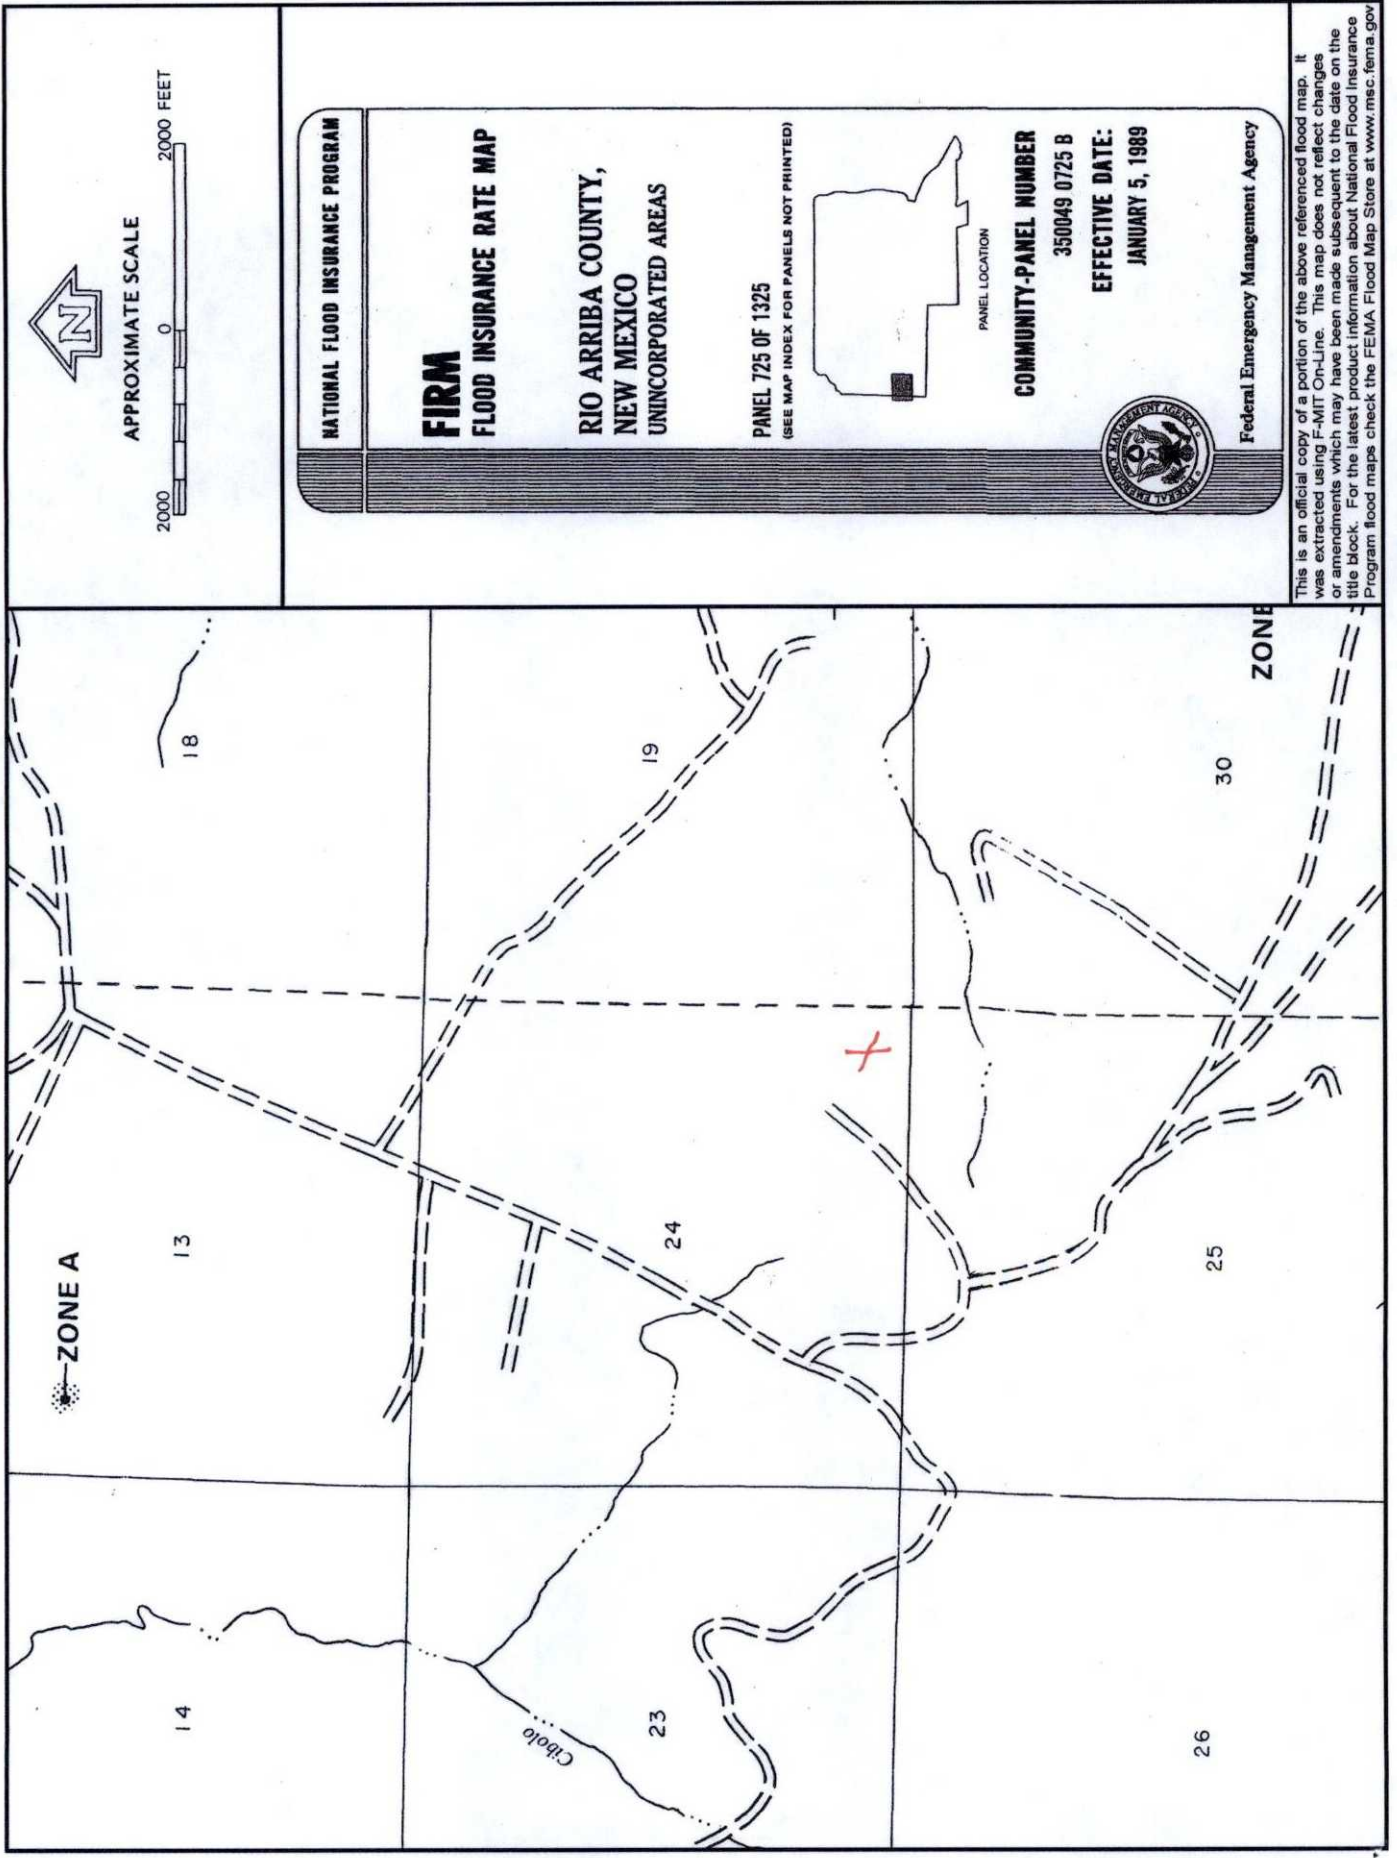 N
APPROXIMATE SCALE
2000 0 2000 FEET
NATIONAL FLOOD INSURANCE PROGRAM
FIRM
FLOOD INSURANCE RATE MAP
RIO ARRIBA COUNTY,
NEW MEXICO
UNINCORPORATED AREAS
PANEL 725 OF 1325
(SEE MAP INDEX FOR PANELS NOT PRINTED)
PANEL LOCATION
COMMUNITY-PANEL NUMBER
350049 0725 B
EFFECTIVE DATE:
JANUARY 5, 1989
FEDERAL EMERGENCY MANAGEMENT AGENCY
Federal Emergency Management Agency
This is an official copy of a portion of the above referenced flood map. It
was extracted using F-MIT On-Line. This map does not reflect changes
or amendments which may have been made subsequent to the date on the
title block. For the latest product information about National Flood Insurance
Program flood maps check the FEMA Flood Map Store at www.msc.fema.gov
ZONE A
14
13
18
Cibolo
23
24
19
X
26
25
30
ZONE